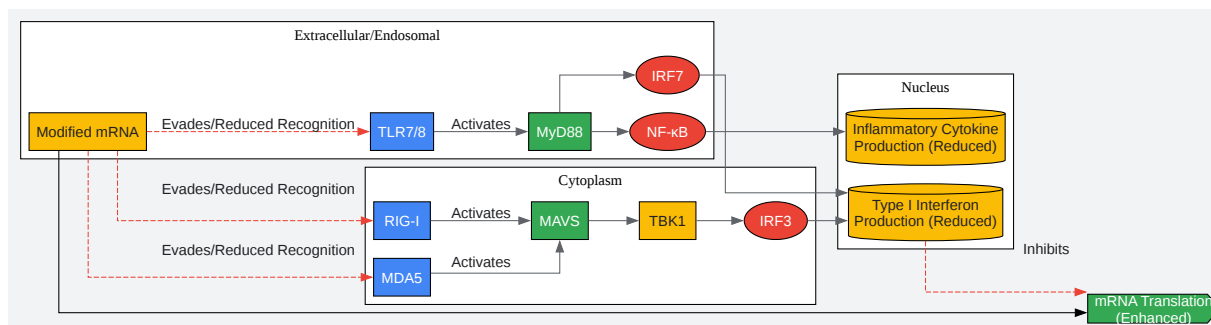 Extracellular/Endosomal
IRF7
Nucleus
Modified mRNA
Evades/Reduced Recognition
TLR7/8
Activates
MyD88
NF-κB
Inflammatory Cytokine
Production (Reduced)
Cytoplasm
Evades/Reduced Recognition
RIG-I
Activates
MAVS
TBK1
IRF3
Type I Interferon
Production (Reduced)
Evades/Reduced Recognition
MDA5
Activates
Inhibits
mRNA Translation
(Enhanced)